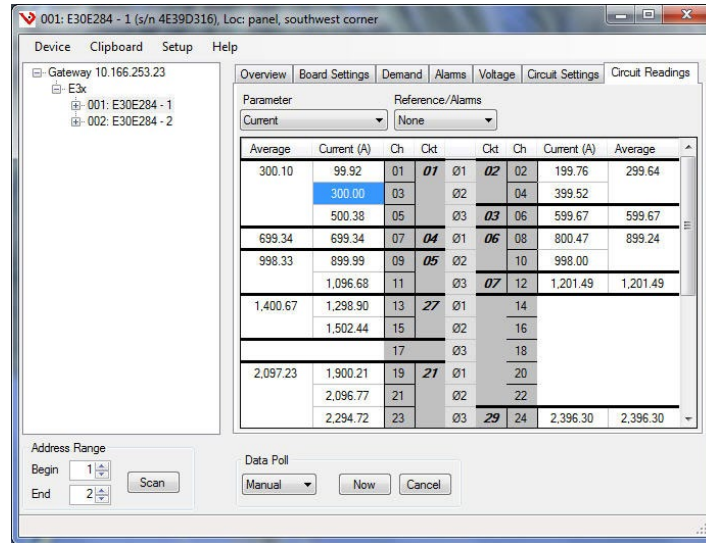 001: E30E284 - 1 (s/n 4E39D316), Loc: panel, southwest corner
Device Clipboard Setup Help
Gateway 10.166.253.23
E3x
001: E30E284 - 1
002: E30E284 - 2
Overview Board Settings Demand Alarms Voltage Circuit Settings Circuit Readings
Parameter Reference/Alarms
Current None
Average Current (A) Ch Ckt Ckt Ch Current (A) Average
300.10 99.92 01 01 Ø1 02 02 199.76 299.64
300.00 03 Ø2 04 399.52
500.38 05 Ø3 03 06 599.67 599.67
699.34 699.34 07 04 Ø1 06 08 800.47 899.24
998.33 899.99 09 05 Ø2 10 998.00
1,096.68 11 Ø3 07 12 1,201.49 1,201.49
1,400.67 1,298.90 13 27 Ø1 14
1,502.44 15 Ø2 16
17 Ø3 18
2,097.23 1,900.21 19 21 Ø1 20
2,096.77 21 Ø2 22
2,294.72 23 Ø3 29 24 2,396.30 2,396.30
Address Range
Begin 1
End 2
Scan
Data Poll
Manual Now Cancel